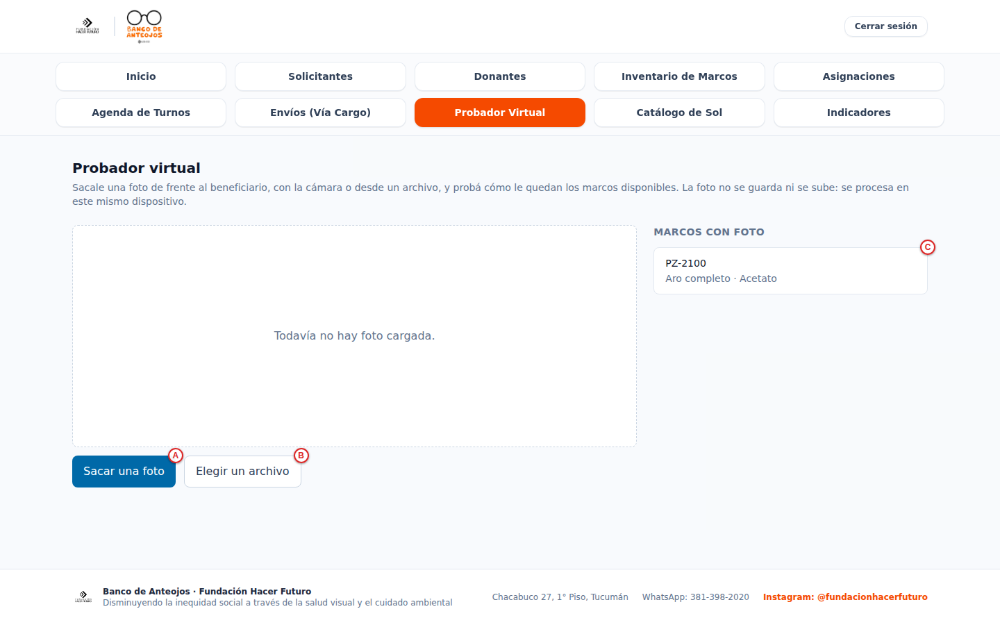 FUNDACIÓN
HACER FUTURO
BANCO DE
ANTEOJOS
Cerrar sesión
Inicio
Solicitantes
Donantes
Inventario de Marcos
Asignaciones
Agenda de Turnos
Envíos (Vía Cargo)
Probador Virtual
Catálogo de Sol
Indicadores
Probador virtual
Sacale una foto de frente al beneficiario, con la cámara o desde un archivo, y probá cómo le quedan los marcos disponibles. La foto no se guarda ni se sube: se procesa en
este mismo dispositivo.
Todavía no hay foto cargada.
A
Sacar una foto
B
Elegir un archivo
MARCOS CON FOTO
C
PZ-2100
Aro completo · Acetato
Banco de Anteojos · Fundación Hacer Futuro
Disminuyendo la inequidad social a través de la salud visual y el cuidado ambiental
Chacabuco 27, 1° Piso, Tucumán
WhatsApp: 381-398-2020
Instagram: @fundacionhacerfuturo